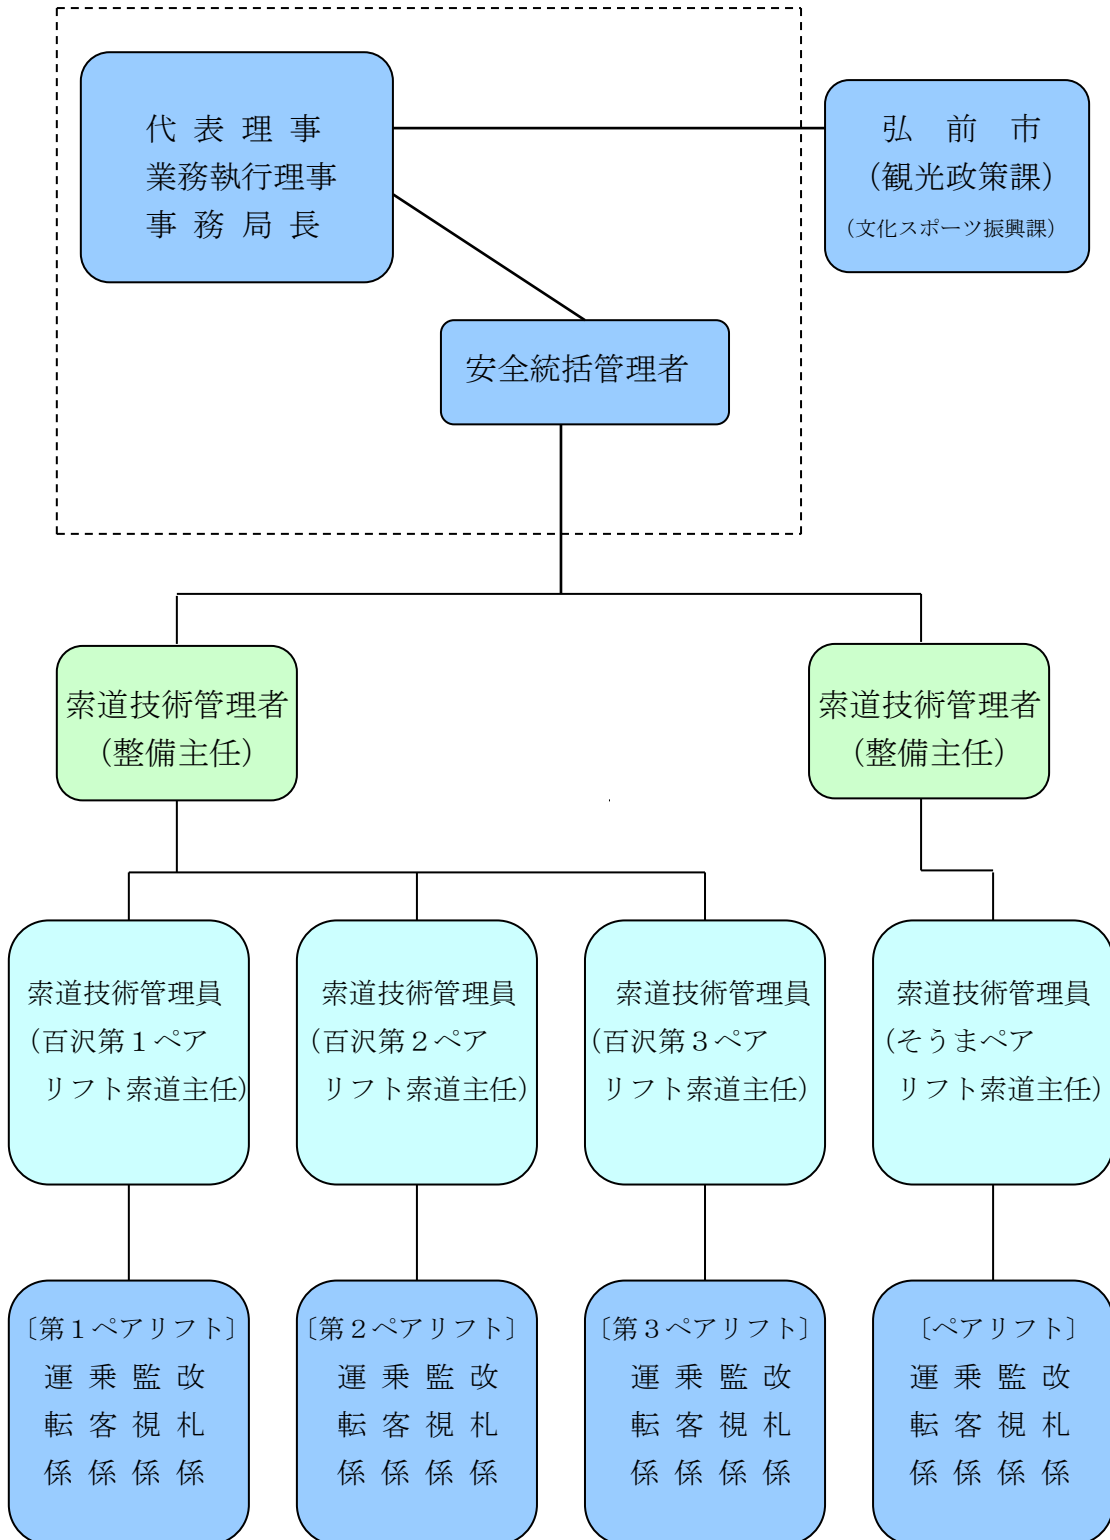 代表理事
業務執行理事
事務局長
弘前市
（観光政策課）
（文化スポーツ振興課）
安全統括管理者
索道技術管理者
（整備主任）
索道技術管理者
（整備主任）
索道技術管理員
（百沢第１ペア
リフト索道主任）
索道技術管理員
（百沢第２ペア
リフト索道主任）
索道技術管理員
（百沢第３ペア
リフト索道主任）
索道技術管理員
（そうまペア
リフト索道主任）
〔第１ペアリフト〕
運転係
乗客係
監視係
改札係
〔第２ペアリフト〕
運転係
乗客係
監視係
改札係
〔第３ペアリフト〕
運転係
乗客係
監視係
改札係
〔ペアリフト〕
運転係
乗客係
監視係
改札係